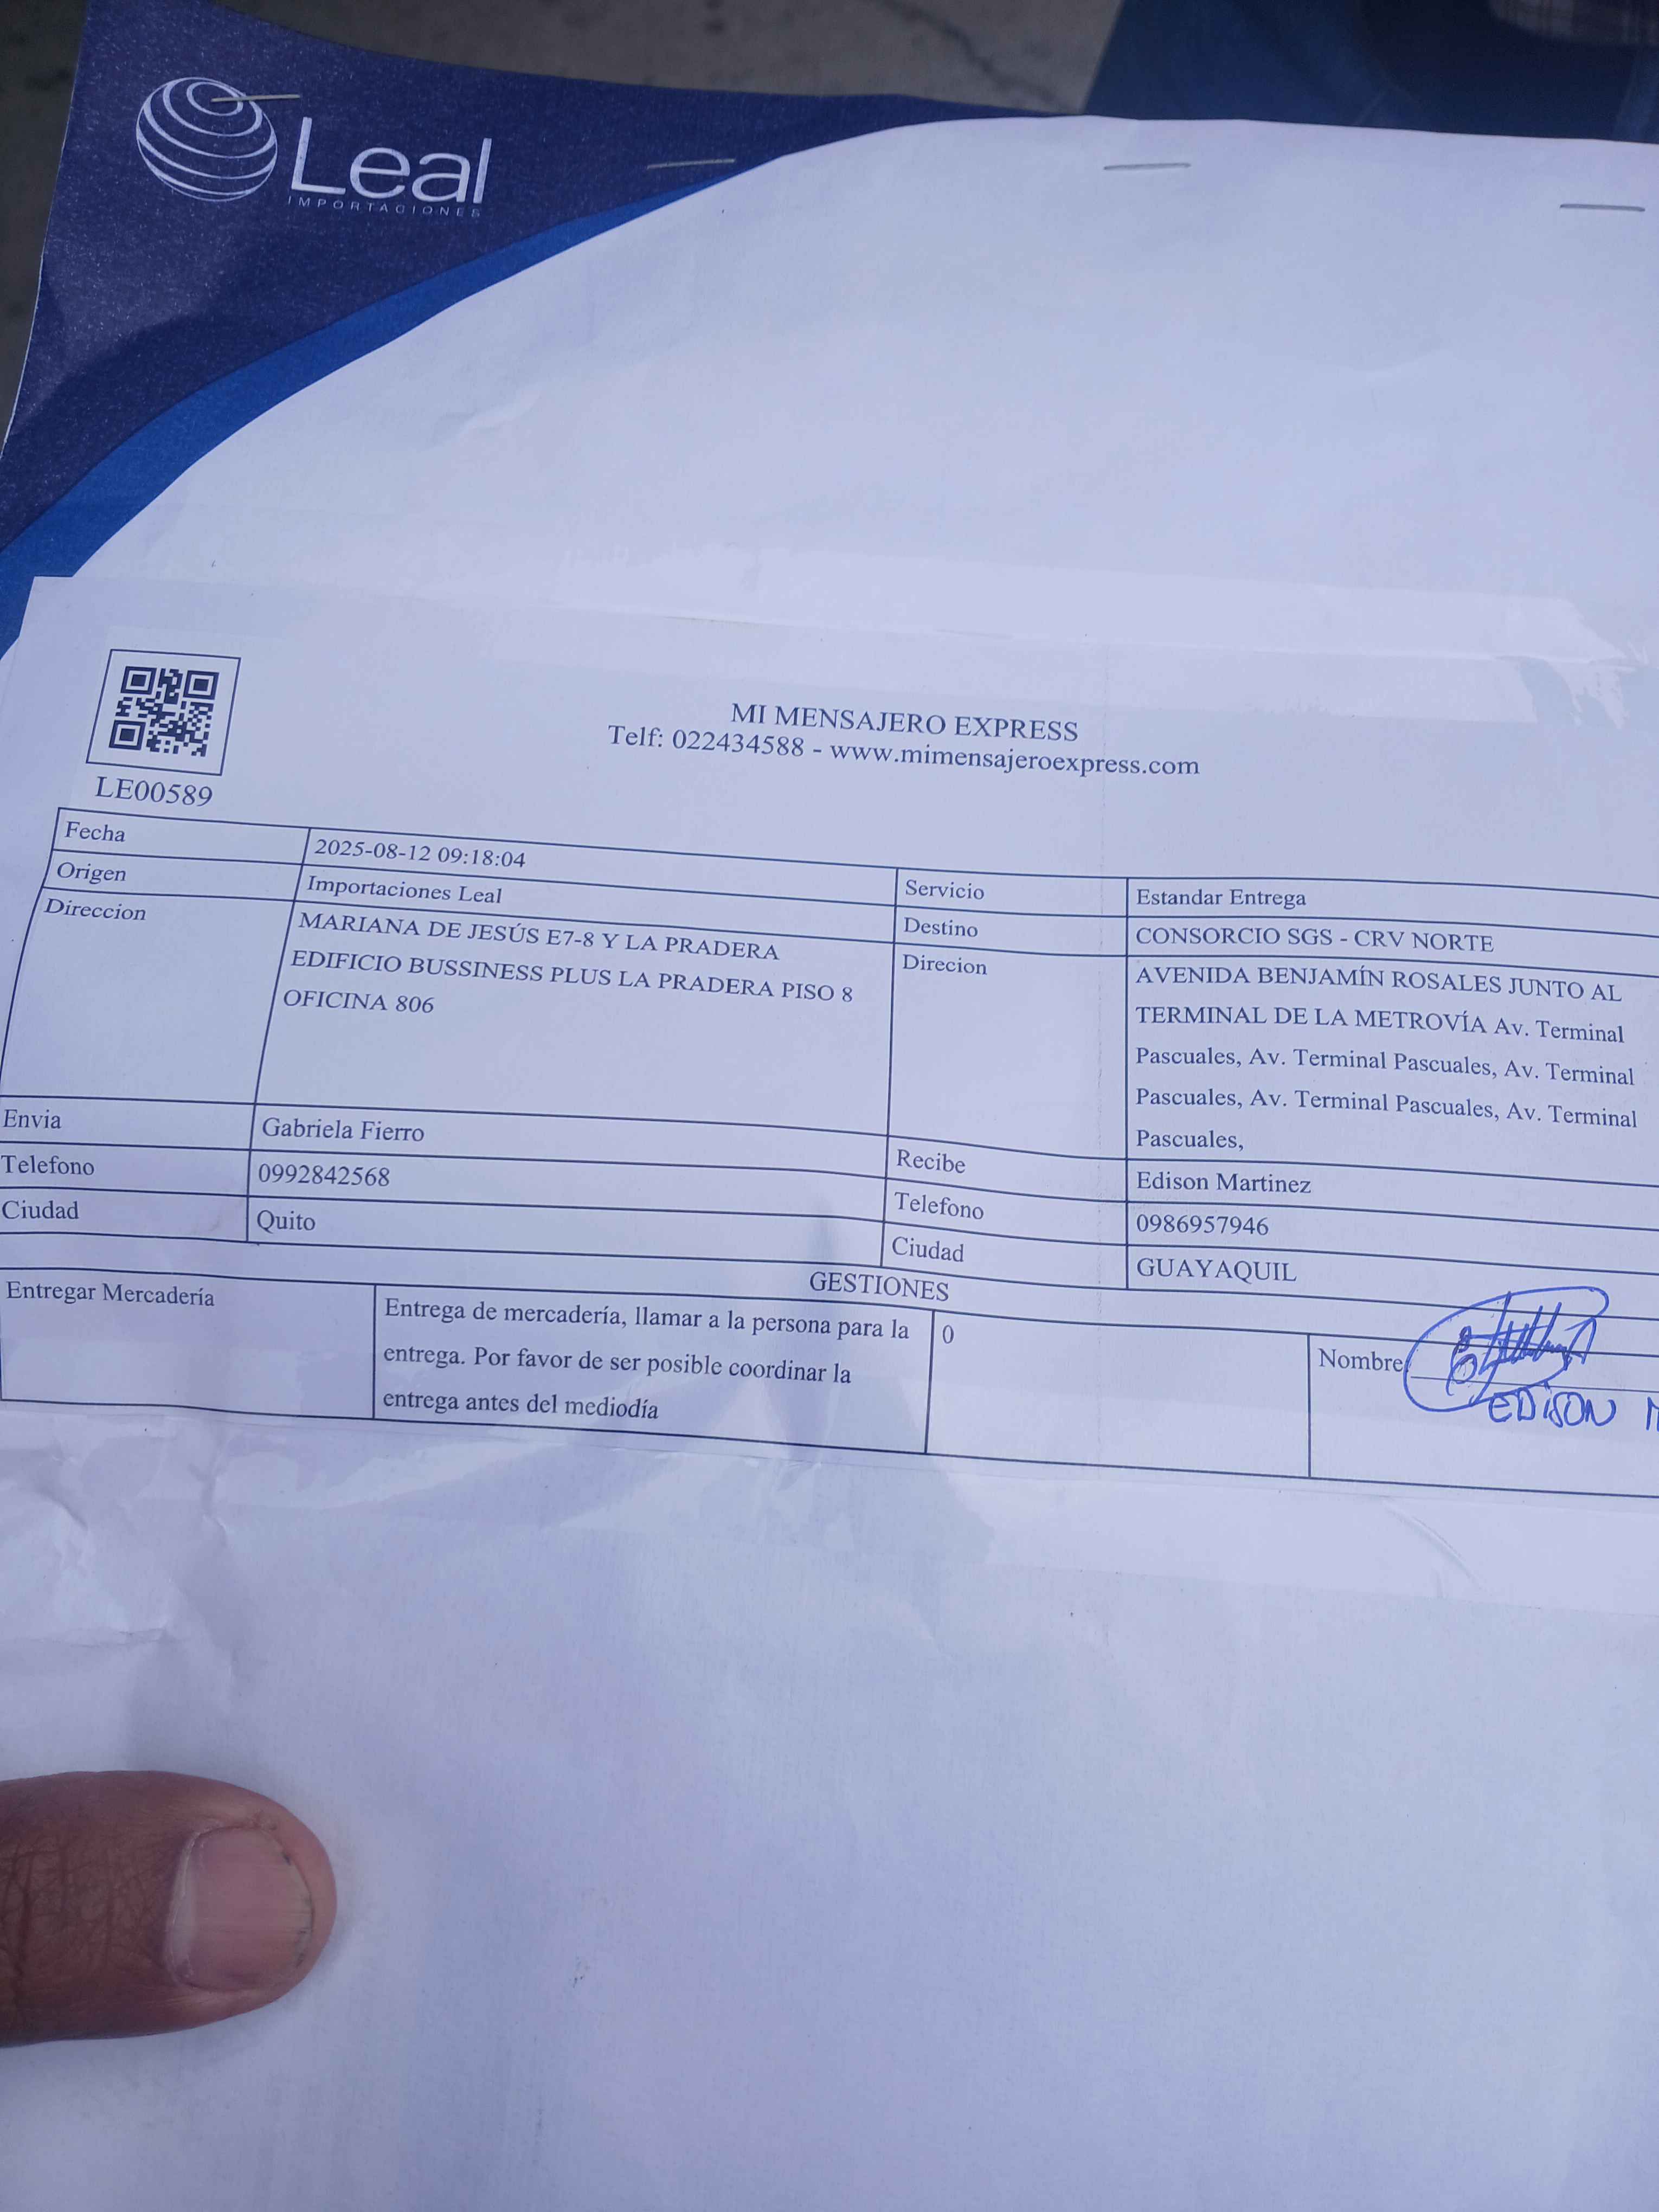 Leal
IMPORTACIONES
MI MENSAJERO EXPRESS
Telf: 022434588 - www.mimensajeroexpress.com
LE00589
Fecha
2025-08-12 09:18:04
Servicio
Estandar Entrega
Origen
Importaciones Leal
Destino
CONSORCIO SGS - CRV NORTE
Direccion
MARIANA DE JESÚS E7-8 Y LA PRADERA
EDIFICIO BUSSINESS PLUS LA PRADERA PISO 8
OFICINA 806
Direcion
AVENIDA BENJAMÍN ROSALES JUNTO AL
TERMINAL DE LA METROVÍA Av. Terminal
Pascuales, Av. Terminal Pascuales, Av. Terminal
Pascuales, Av. Terminal Pascuales, Av. Terminal
Pascuales,
Envia
Gabriela Fierro
Recibe
Edison Martinez
Telefono
0992842568
Telefono
0986957946
Ciudad
Quito
Ciudad
GUAYAQUIL
GESTIONES
Entregar Mercadería
Entrega de mercadería, llamar a la persona para la
entrega. Por favor de ser posible coordinar la
entrega antes del mediodía
0
Nombre:
EDISON